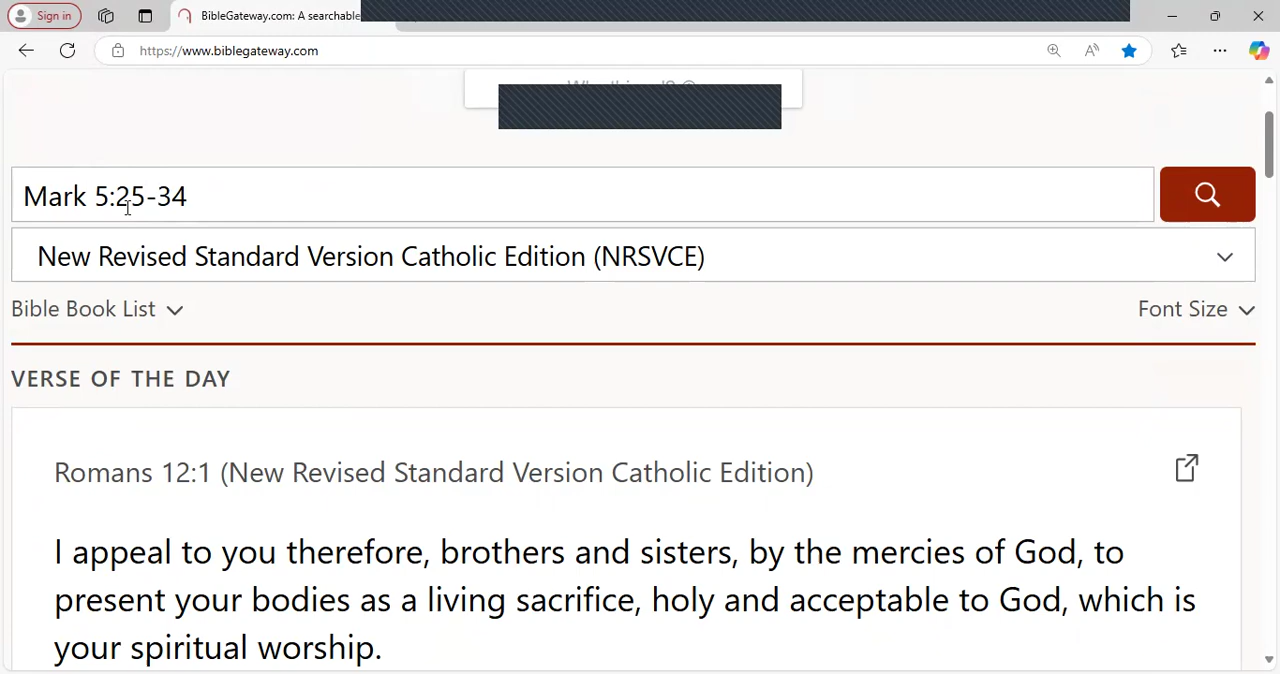 Sign in
BibleGateway.com: A searchable
https://www.biblegateway.com
Mark 5:25-34
New Revised Standard Version Catholic Edition (NRSVCE)
Bible Book List
Font Size
VERSE OF THE DAY
Romans 12:1 (New Revised Standard Version Catholic Edition)
I appeal to you therefore, brothers and sisters, by the mercies of God, to
present your bodies as a living sacrifice, holy and acceptable to God, which is
your spiritual worship.